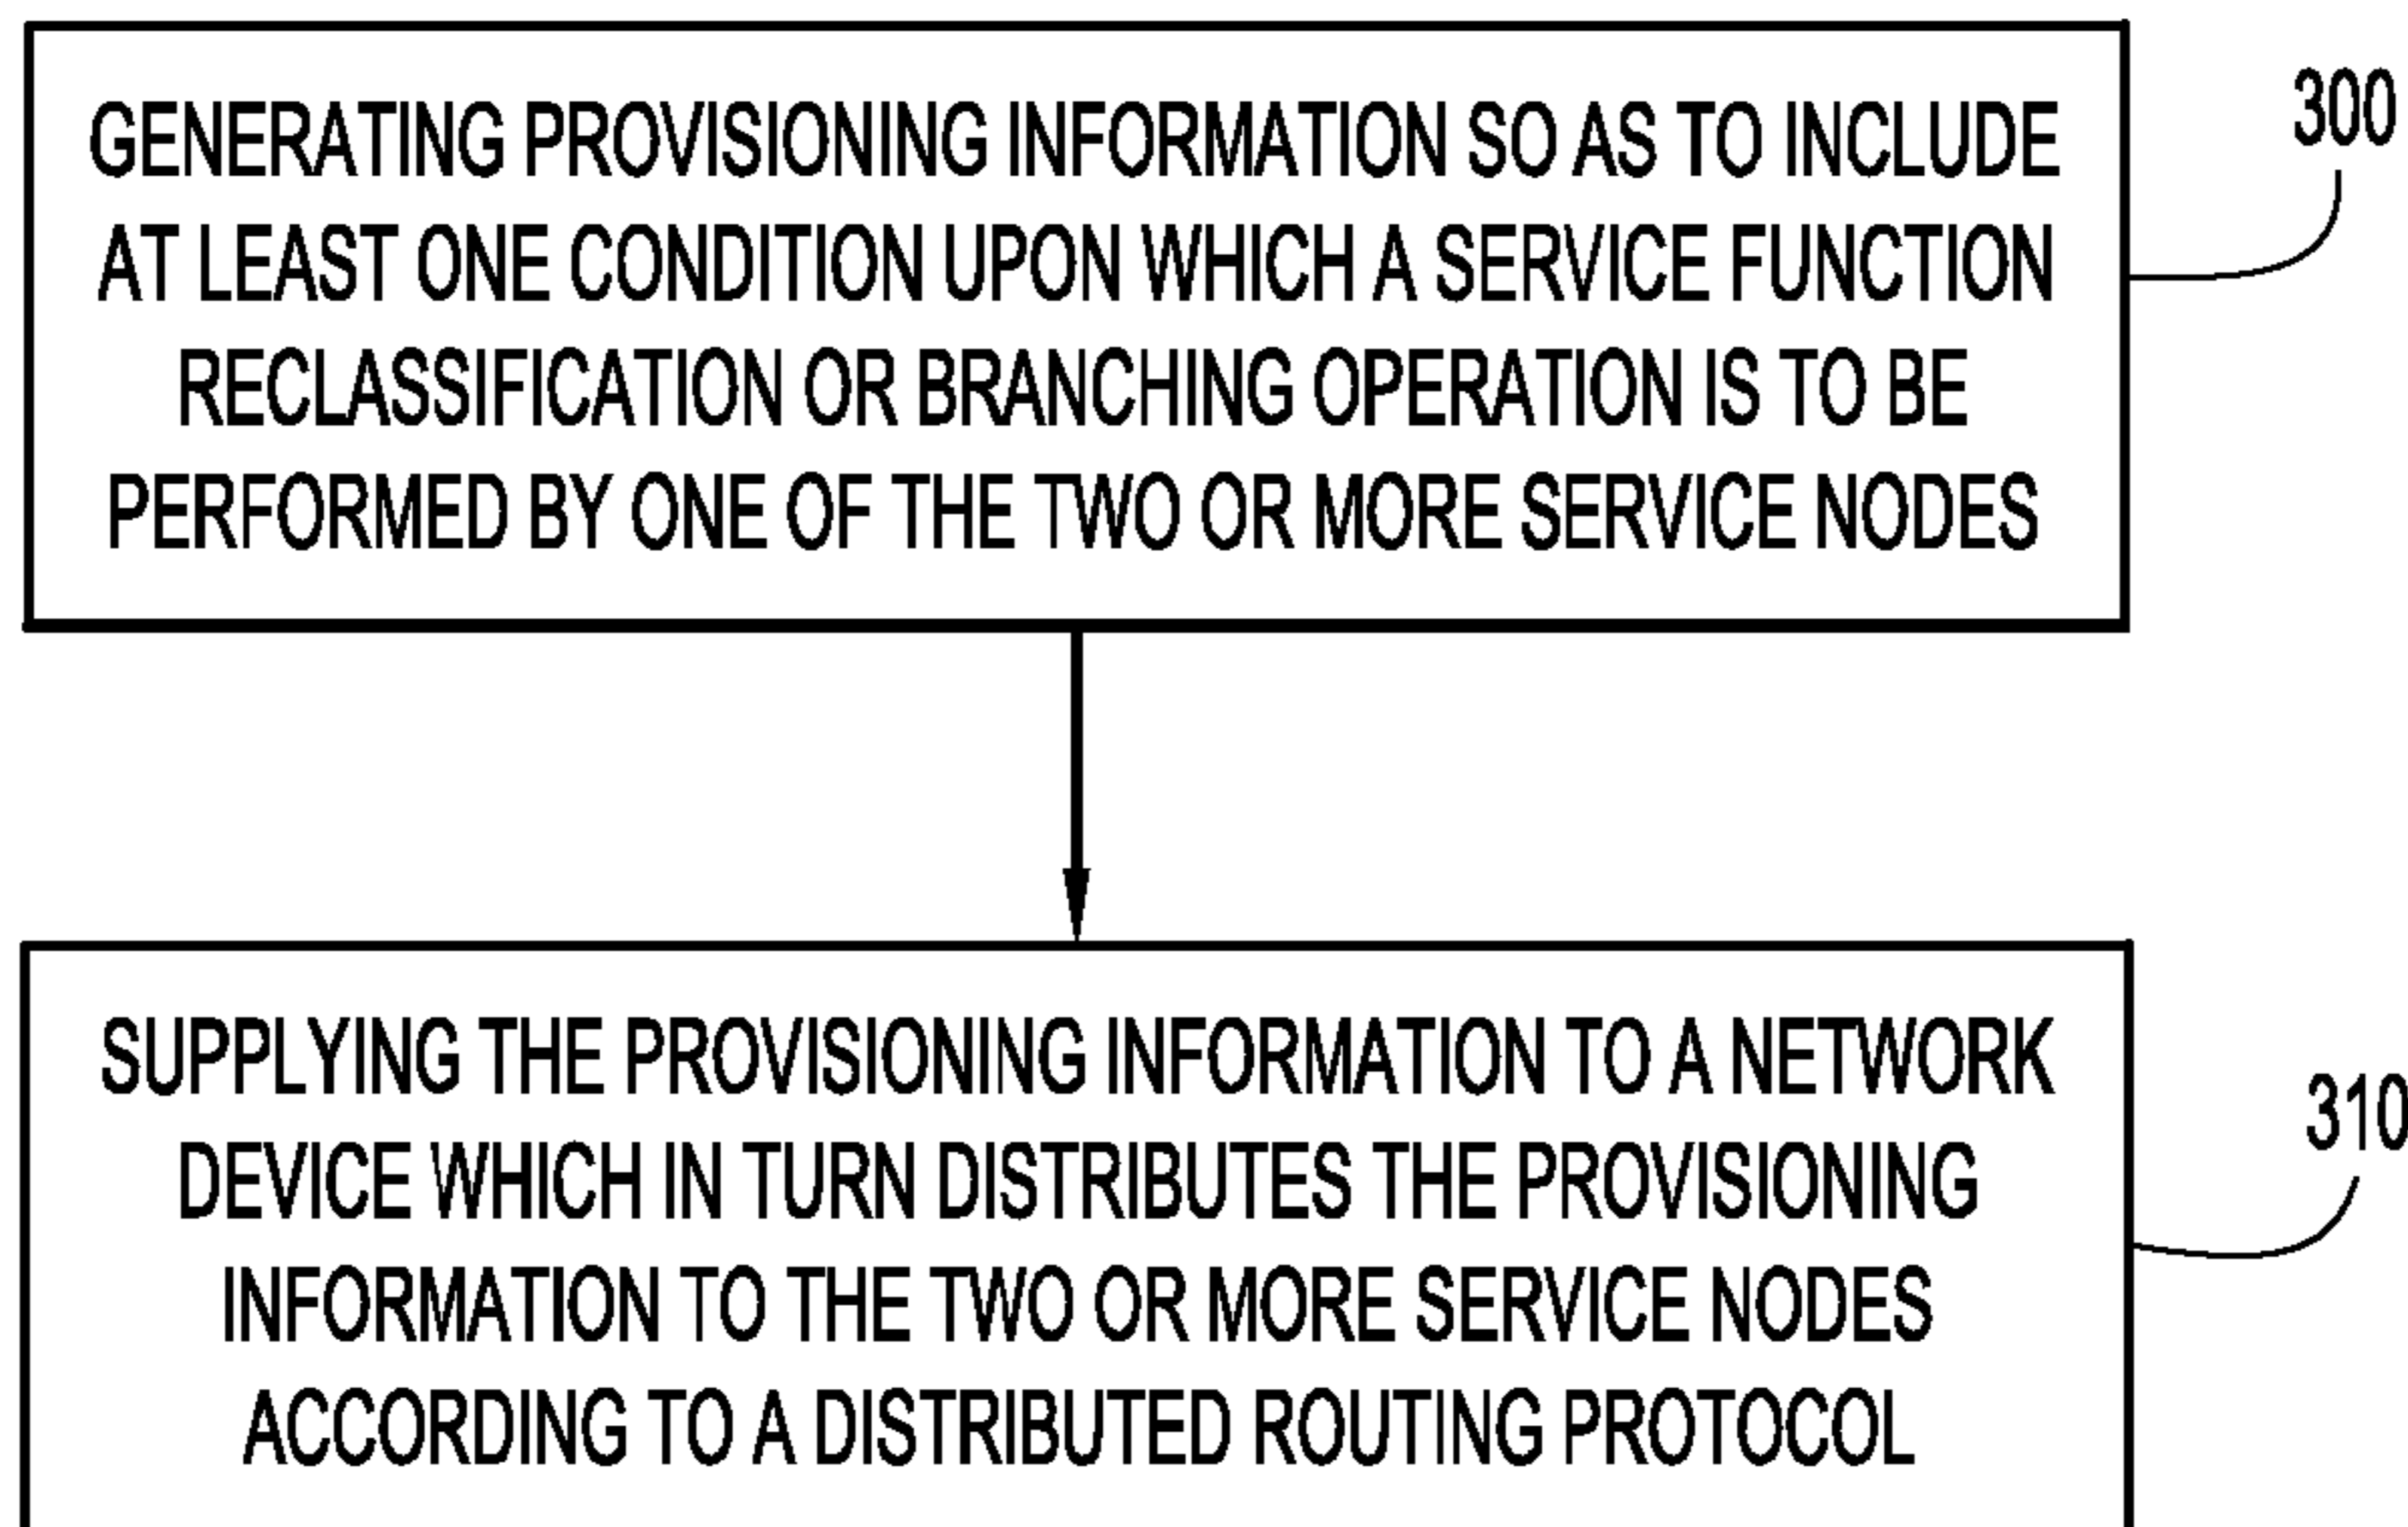 GENERATING PROVISIONING INFORMATION SO AS TO INCLUDE
AT LEAST ONE CONDITION UPON WHICH A SERVICE FUNCTION
RECLASSIFICATION OR BRANCHING OPERATION IS TO BE
PERFORMED BY ONE OF THE TWO OR MORE SERVICE NODES
300
SUPPLYING THE PROVISIONING INFORMATION TO A NETWORK
DEVICE WHICH IN TURN DISTRIBUTES THE PROVISIONING
INFORMATION TO THE TWO OR MORE SERVICE NODES
ACCORDING TO A DISTRIBUTED ROUTING PROTOCOL
310